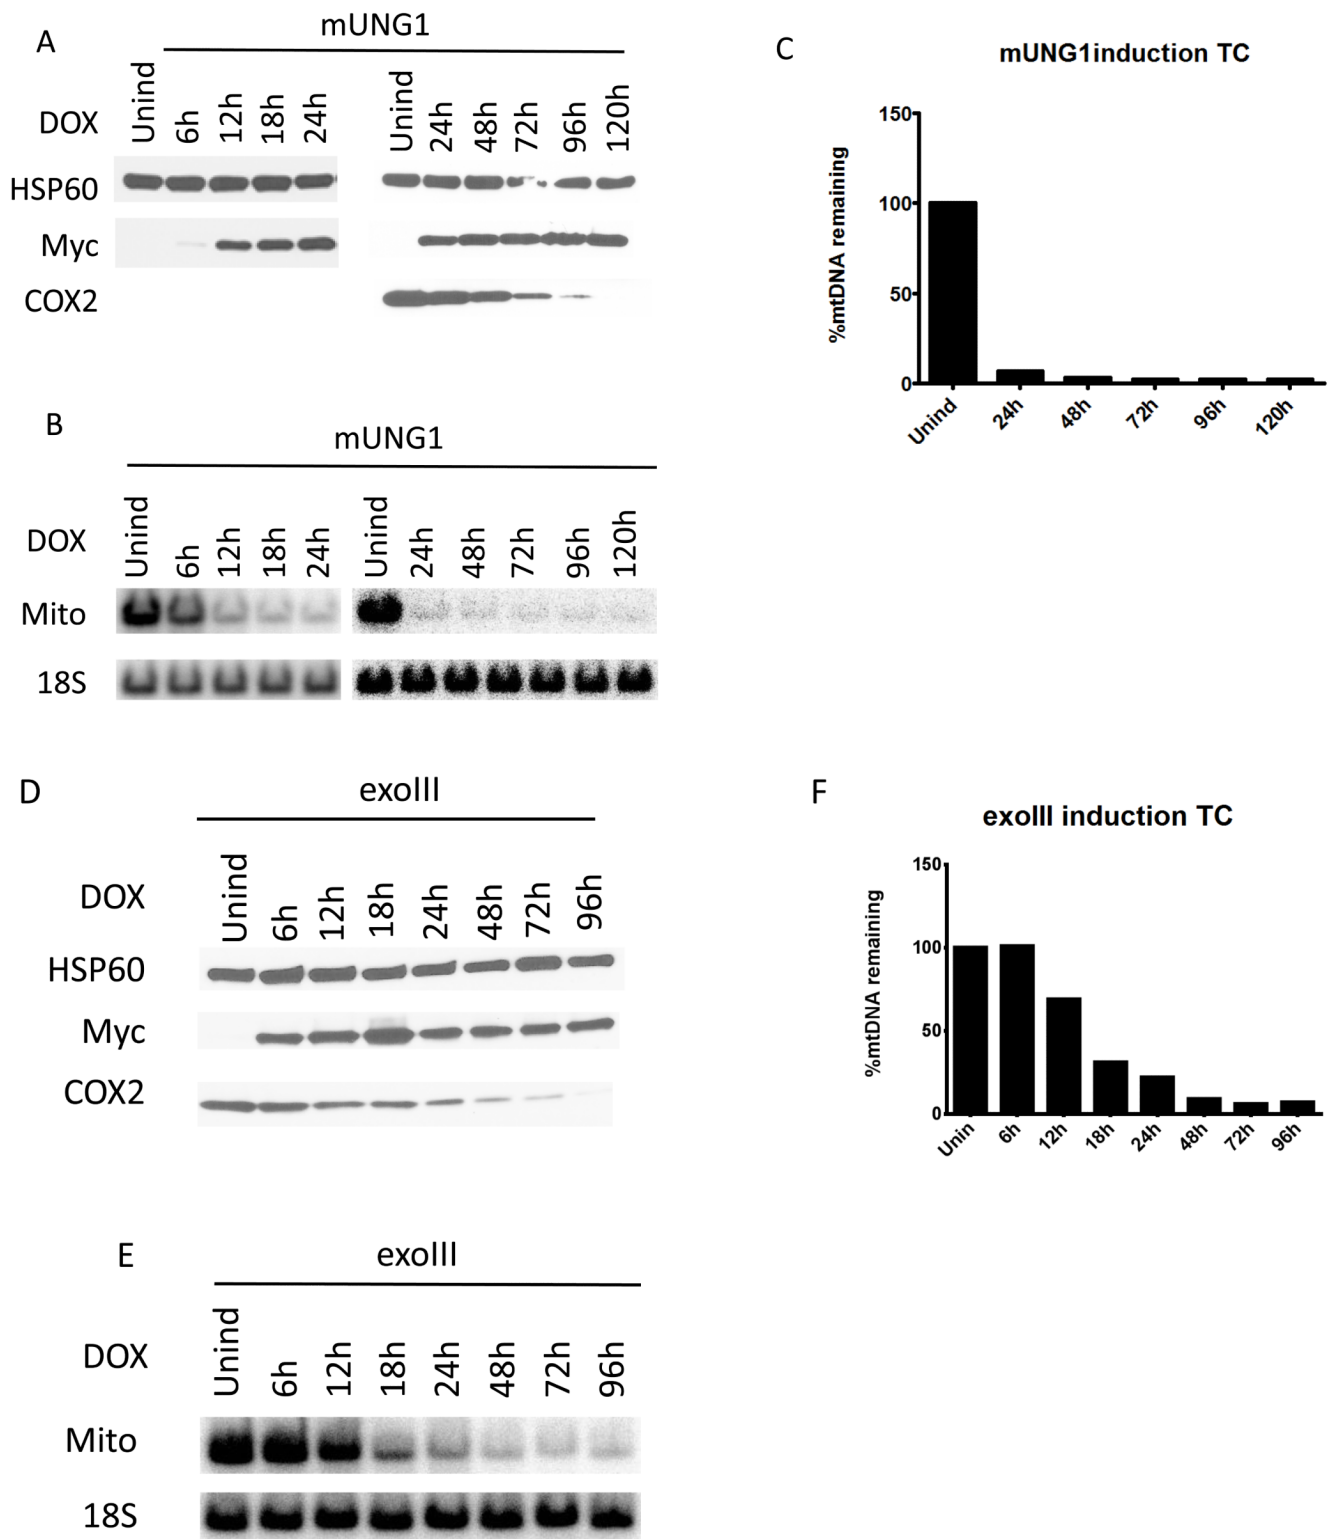 A
mUNG1
DOX
Unind
6h
12h
18h
24h
Unind
24h
48h
72h
96h
120h
HSP60
Myc
COX2
B
mUNG1
DOX
Unind
6h
12h
18h
24h
Unind
24h
48h
72h
96h
120h
Mito
18S
C
mUNG1induction TC
%mtDNA remaining
150
100
50
0
Unind
24h
48h
72h
96h
120h
D
exoIII
DOX
Unind
6h
12h
18h
24h
48h
72h
96h
HSP60
Myc
COX2
E
exoIII
DOX
Unind
6h
12h
18h
24h
48h
72h
96h
Mito
18S
F
exoIII induction TC
%mtDNA remaining
150
100
50
0
Unin
6h
12h
18h
24h
48h
72h
96h